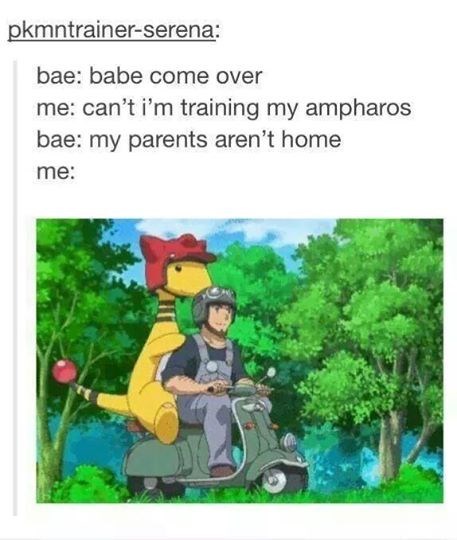 pkmntrainer-serena:
bae: babe come over
me: can't i'm training my ampharos
bae: my parents aren't home
me: